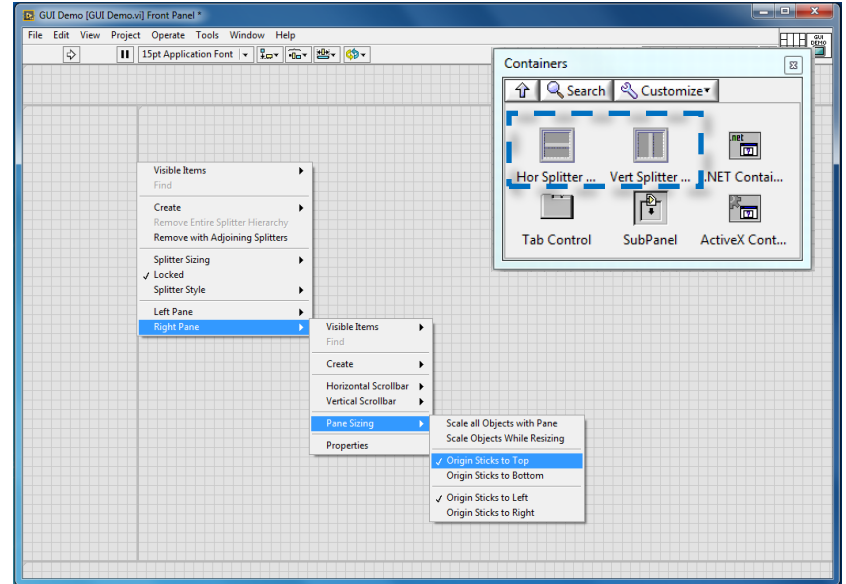 GUI Demo [GUI Demo.vi] Front Panel *
File Edit View Project Operate Tools Window Help
GUI
DEMO
15pt Application Font
Containers
Search Customize
Hor Splitter ... Vert Splitter ... .NET Contai...
.net
Tab Control SubPanel ActiveX Cont...
Visible Items
Find
Create
Remove Entire Splitter Hierarchy
Remove with Adjoining Splitters
Splitter Sizing
Locked
Splitter Style
Left Pane
Right Pane
Visible Items
Find
Create
Horizontal Scrollbar
Vertical Scrollbar
Pane Sizing
Properties
Scale all Objects with Pane
Scale Objects While Resizing
Origin Sticks to Top
Origin Sticks to Bottom
Origin Sticks to Left
Origin Sticks to Right